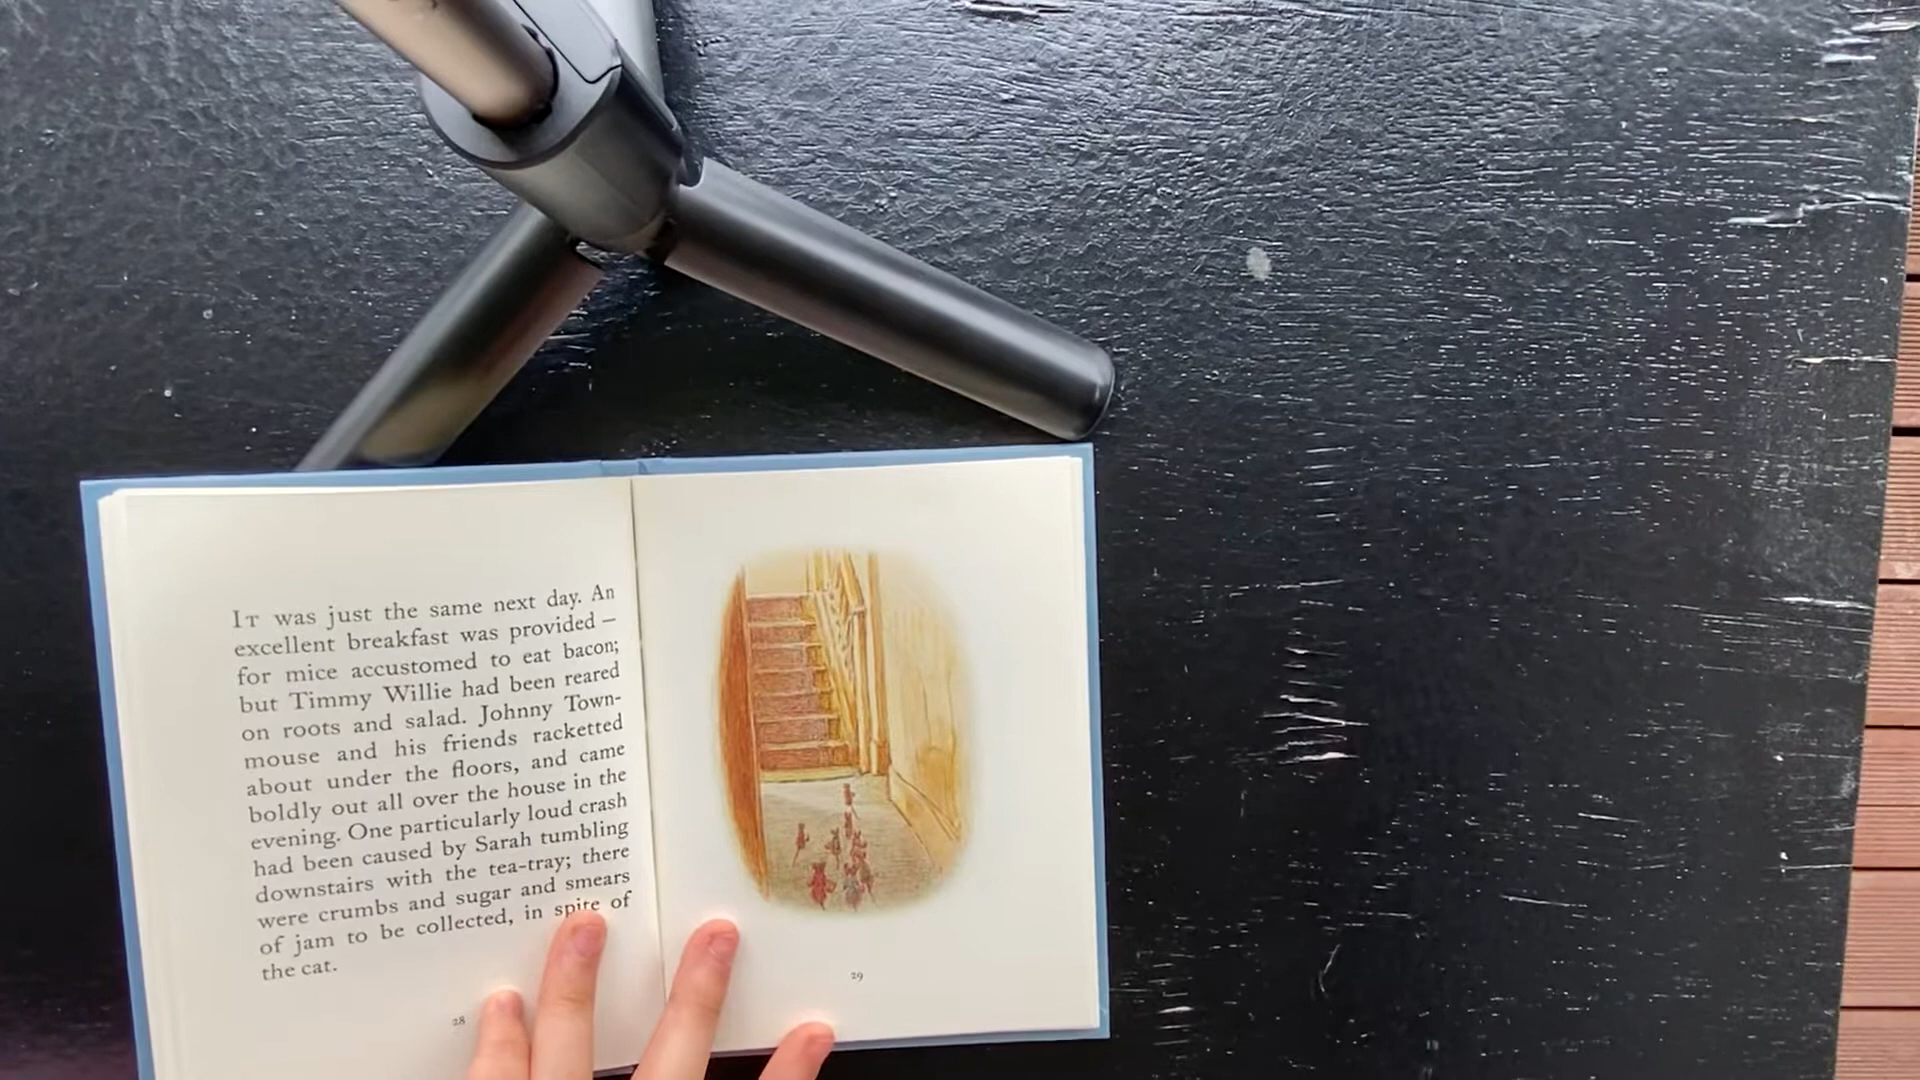 IT was just the same next day. An
excellent breakfast was provided –
for mice accustomed to eat bacon;
but Timmy Willie had been reared
on roots and salad. Johnny Town-
mouse and his friends racketted
about under the floors, and came
boldly out all over the house in the
evening. One particularly loud crash
had been caused by Sarah tumbling
downstairs with the tea-tray; there
were crumbs and sugar and smears
of jam to be collected, in spite of
the cat.
28
29